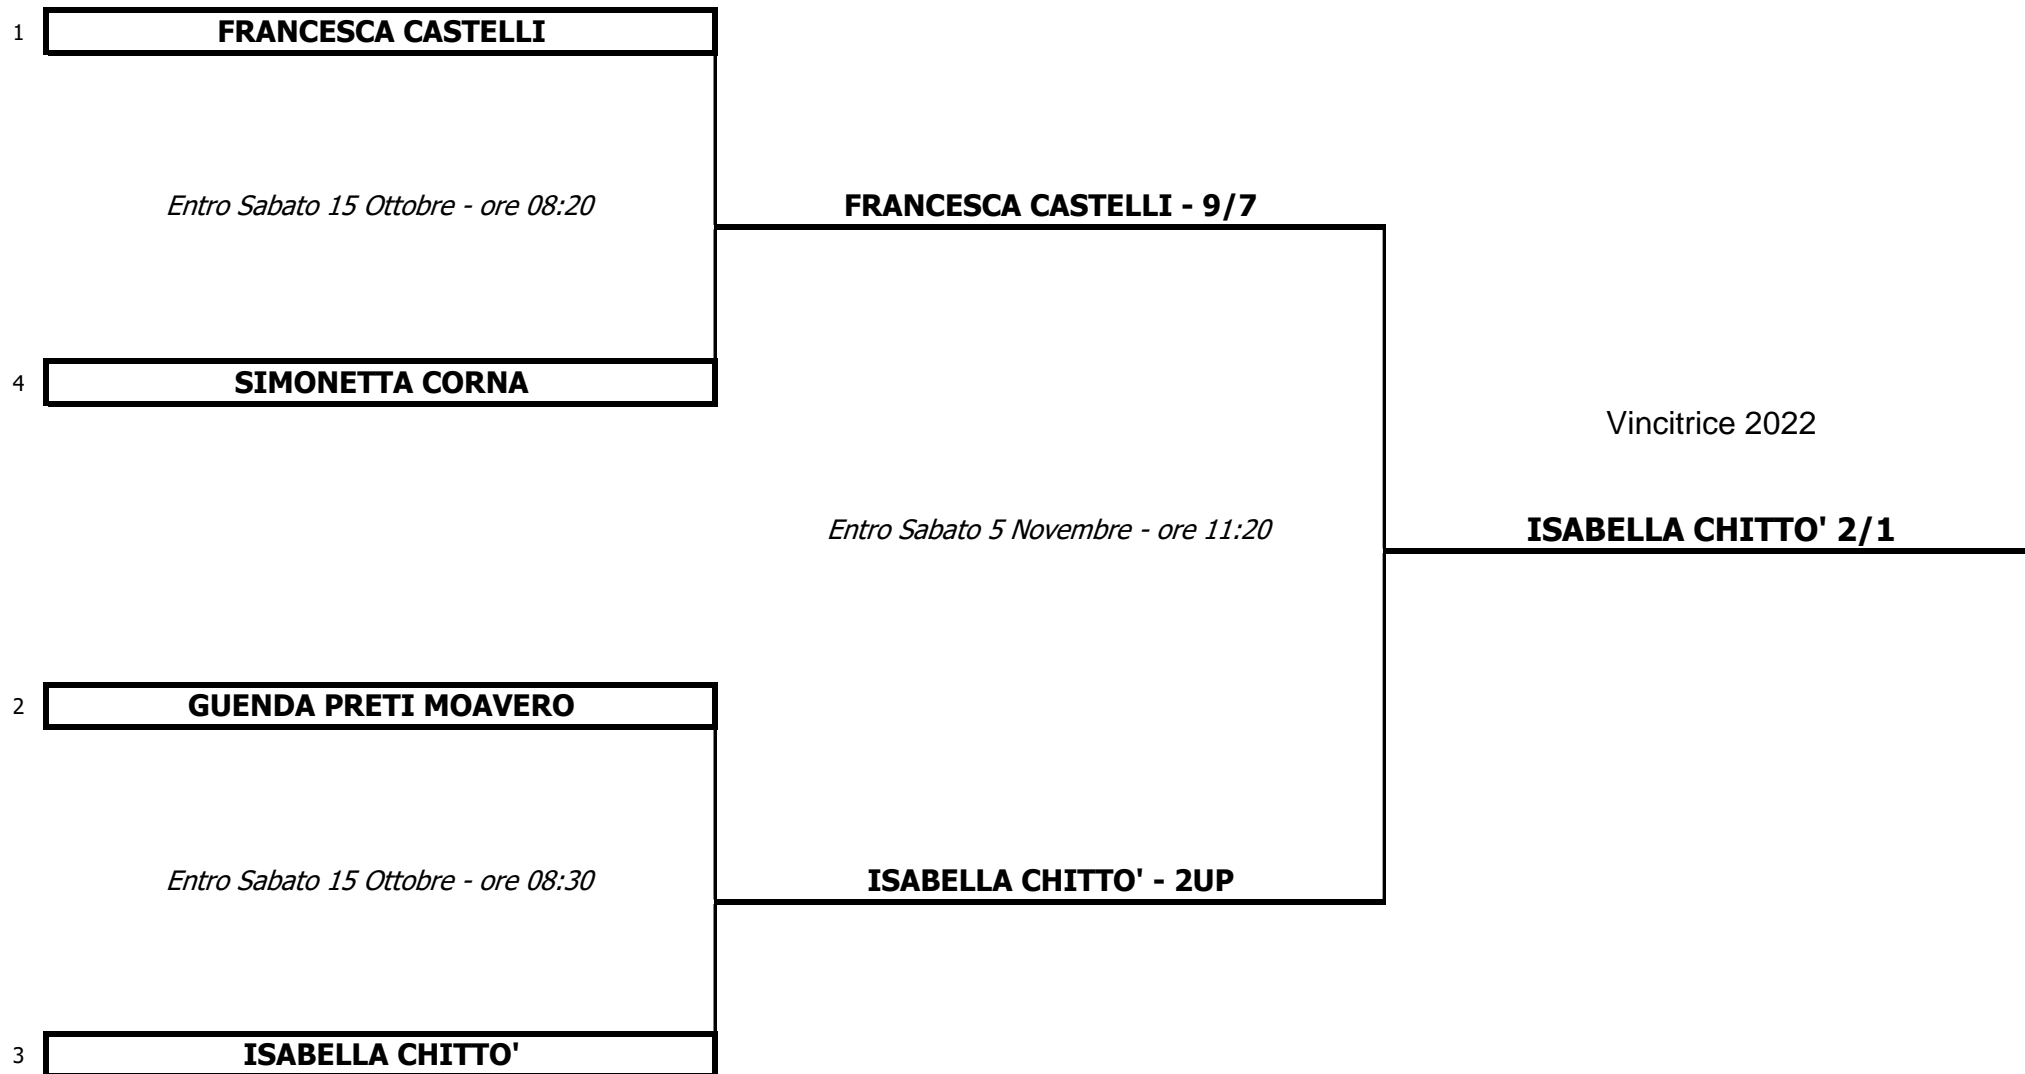 1 FRANCESCA CASTELLI
Entro Sabato 15 Ottobre - ore 08:20
FRANCESCA CASTELLI - 9/7
4 SIMONETTA CORNA
Vincitrice 2022
Entro Sabato 5 Novembre - ore 11:20
ISABELLA CHITTO' 2/1
2 GUENDA PRETI MOAVERO
Entro Sabato 15 Ottobre - ore 08:30
ISABELLA CHITTO' - 2UP
3 ISABELLA CHITTO'